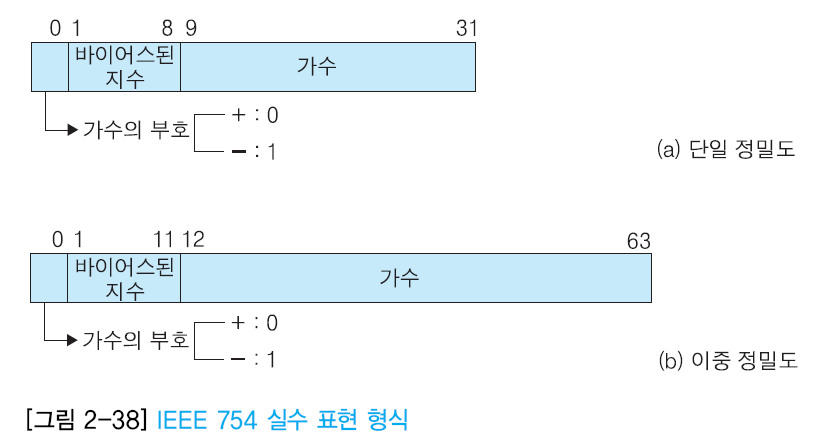 0 1 8 9 31
바이어스된
지수
가수
가수의 부호
+ : 0
− : 1
(a) 단일 정밀도
0 1 11 12 63
바이어스된
지수
가수
가수의 부호
+ : 0
− : 1
(b) 이중 정밀도
[그림 2-38] IEEE 754 실수 표현 형식